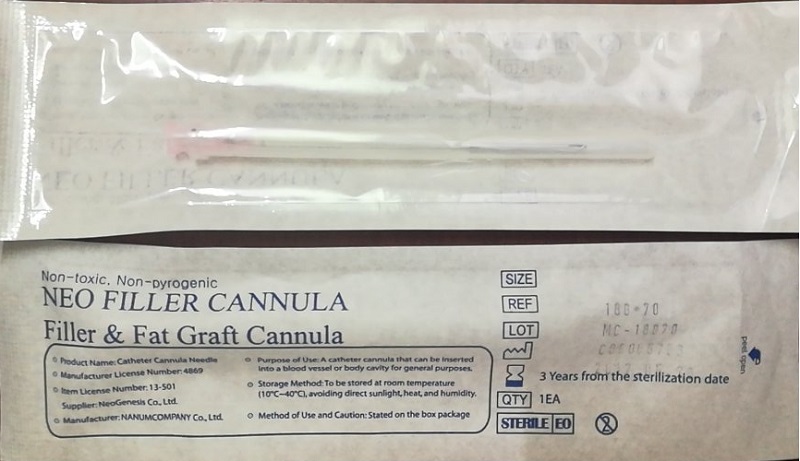 Non-toxic, Non-pyrogenic
NEO FILLER CANNULA
Filler & Fat Graft Cannula
Product Name: Catheter Cannula Needle
Manufacturer License Number: 4869
Item License Number: 13-501
Supplier: NeoGenesis Co., Ltd.
Manufacturer: NANUMCOMPANY Co., Ltd.
Purpose of Use: A catheter cannula that can be inserted
into a blood vessel or body cavity for general purposes.
Storage Method: To be stored at room temperature
(10°C~40°C), avoiding direct sunlight, heat, and humidity.
Method of Use and Caution: Stated on the box package
SIZE
REF
LOT
3 Years from the sterilization date
QTY 1EA
STERILE EO
2
peel open